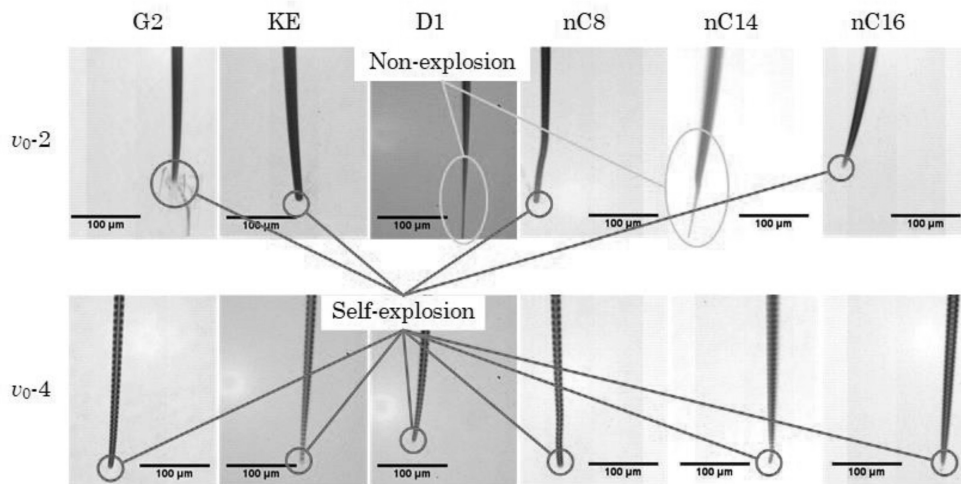 G2 KE D1 nC8 nC14 nC16
Non-explosion
v₀-2
100 µm 100 µm 100 µm 100 µm 100 µm 100 µm
Self-explosion
v₀-4
100 µm 100 µm 100 µm 100 µm 100 µm 100 µm